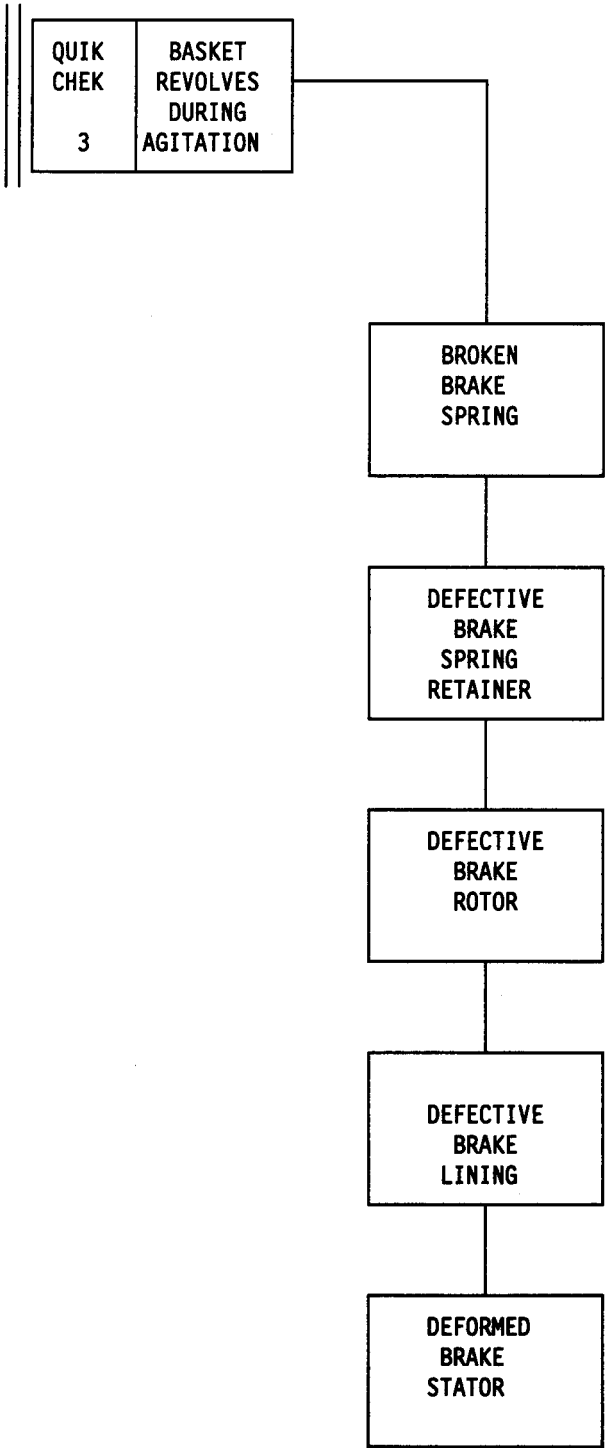 QUIK
CHEK
3
BASKET
REVOLVES
DURING
AGITATION
BROKEN
BRAKE
SPRING
DEFECTIVE
BRAKE
SPRING
RETAINER
DEFECTIVE
BRAKE
ROTOR
DEFECTIVE
BRAKE
LINING
DEFORMED
BRAKE
STATOR